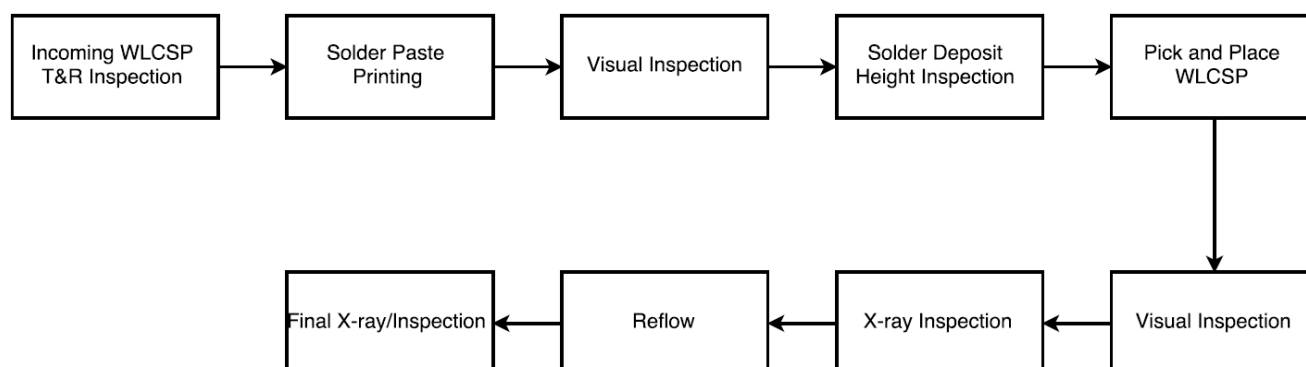 Incoming WLCSP
T&R Inspection
Solder Paste
Printing
Visual Inspection
Solder Deposit
Height Inspection
Pick and Place
WLCSP
Visual Inspection
X-ray Inspection
Reflow
Final X-ray/Inspection